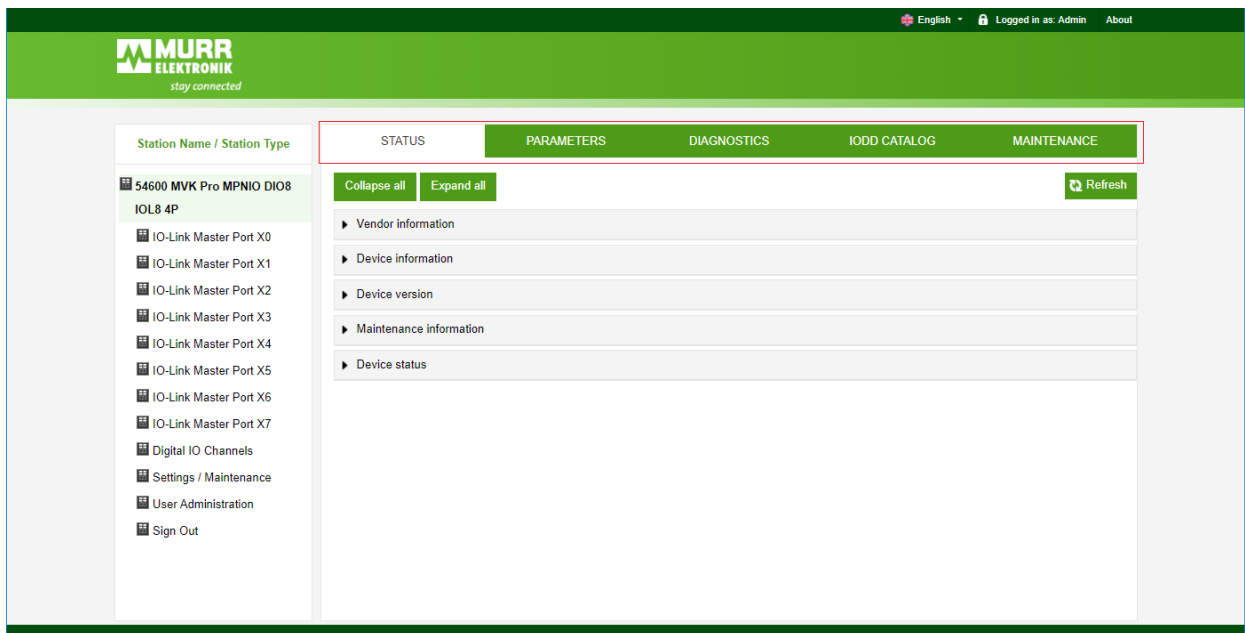 English
Logged in as: Admin
About
MURR
ELEKTRONIK
stay connected
Station Name / Station Type
STATUS
PARAMETERS
DIAGNOSTICS
IODD CATALOG
MAINTENANCE
54600 MVK Pro MPNIO DIO8
IOL8 4P
IO-Link Master Port X0
IO-Link Master Port X1
IO-Link Master Port X2
IO-Link Master Port X3
IO-Link Master Port X4
IO-Link Master Port X5
IO-Link Master Port X6
IO-Link Master Port X7
Digital IO Channels
Settings / Maintenance
User Administration
Sign Out
Collapse all
Expand all
Refresh
Vendor information
Device information
Device version
Maintenance information
Device status